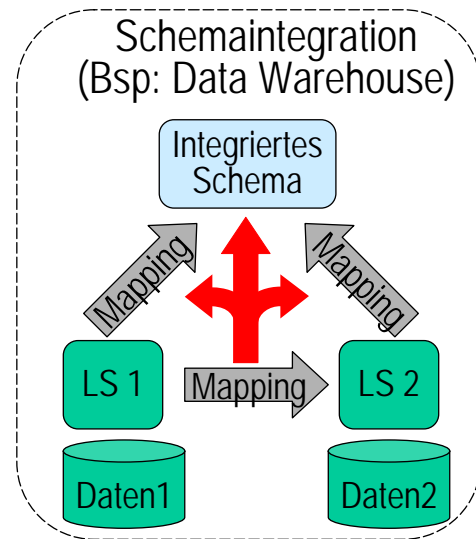 Schemaintegration
(Bsp: Data Warehouse)
Integriertes
Schema
Mapping
Mapping
LS 1
Mapping
LS 2
Daten1
Daten2